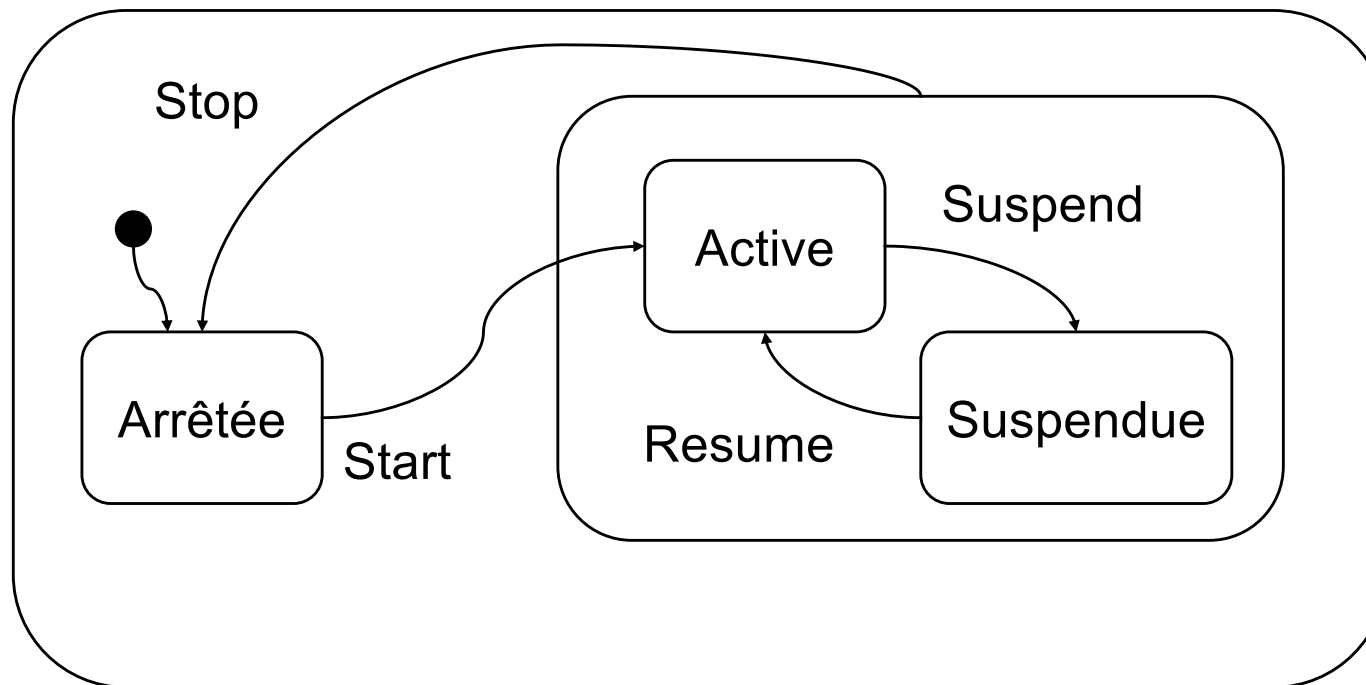 Stop
Suspend
Active
Arrêtée
Suspendue
Resume
Start